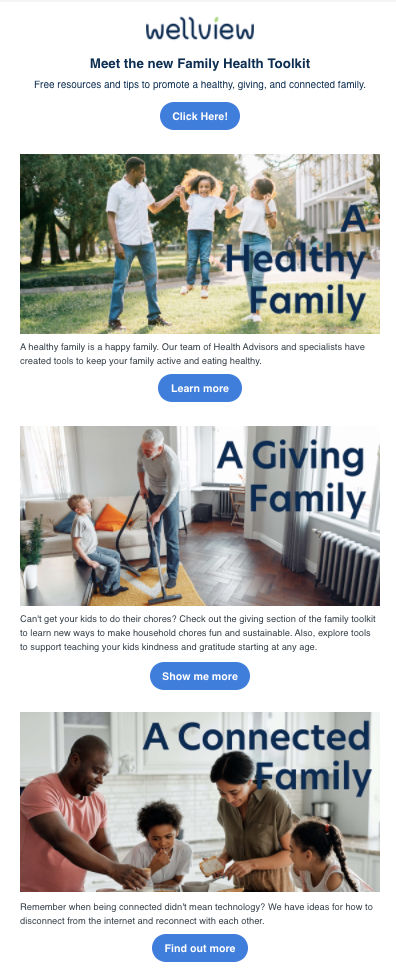 wellview
Meet the new Family Health Toolkit
Free resources and tips to promote a healthy, giving, and connected family.
Click Here!
A
Healthy
Family
A healthy family is a happy family. Our team of Health Advisors and specialists have
created tools to keep your family active and eating healthy.
Learn more
A Giving
Family
Can't get your kids to do their chores? Check out the giving section of the family toolkit
to learn new ways to make household chores fun and sustainable. Also, explore tools
to support teaching your kids kindness and gratitude starting at any age.
Show me more
A Connected
Family
Remember when being connected didn't mean technology? We have ideas for how to
disconnect from the internet and reconnect with each other.
Find out more